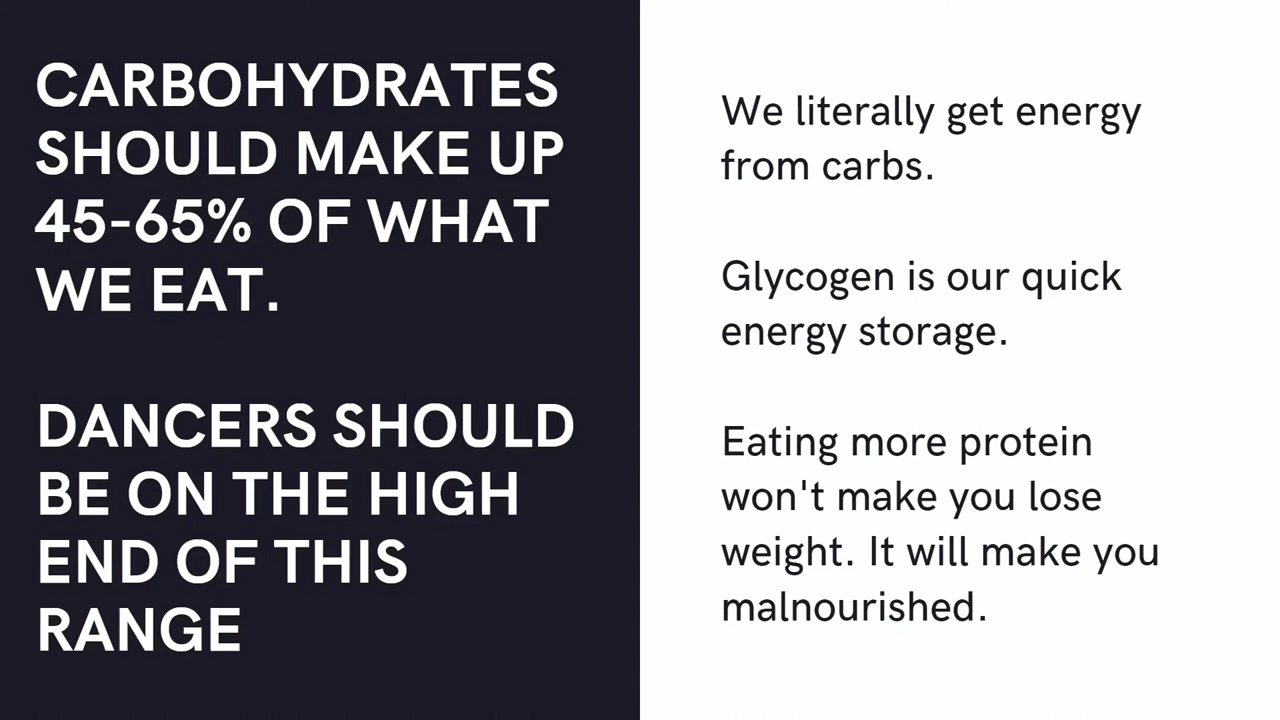 CARBOHYDRATES
SHOULD MAKE UP
45-65% OF WHAT
WE EAT.
DANCERS SHOULD
BE ON THE HIGH
END OF THIS
RANGE
We literally get energy
from carbs.
Glycogen is our quick
energy storage.
Eating more protein
won't make you lose
weight. It will make you
malnourished.